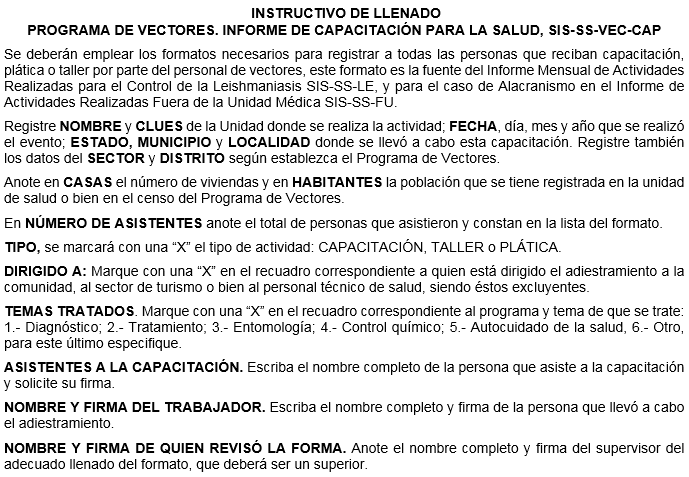 INSTRUCTIVO DE LLENADO
PROGRAMA DE VECTORES. INFORME DE CAPACITACIÓN PARA LA SALUD, SIS-SS-VEC-CAP
Se deberán emplear los formatos necesarios para registrar a todas las personas que reciban capacitación,
plática o taller por parte del personal de vectores, este formato es la fuente del Informe Mensual de Actividades
Realizadas para el Control de la Leishmaniasis SIS-SS-LE, y para el caso de Alacranismo en el Informe de
Actividades Realizadas Fuera de la Unidad Médica SIS-SS-FU.
Registre NOMBRE y CLUES de la Unidad donde se realiza la actividad; FECHA, día, mes y año que se realizó
el evento; ESTADO, MUNICIPIO y LOCALIDAD donde se llevó a cabo esta capacitación. Registre también
los datos del SECTOR y DISTRITO según establezca el Programa de Vectores.
Anote en CASAS el número de viviendas y en HABITANTES la población que se tiene registrada en la unidad
de salud o bien en el censo del Programa de Vectores.
En NÚMERO DE ASISTENTES anote el total de personas que asistieron y constan en la lista del formato.
TIPO, se marcará con una “X” el tipo de actividad: CAPACITACIÓN, TALLER o PLÁTICA.
DIRIGIDO A: Marque con una “X” en el recuadro correspondiente a quien está dirigido el adiestramiento a la
comunidad, al sector de turismo o bien al personal técnico de salud, siendo éstos excluyentes.
TEMAS TRATADOS. Marque con una “X” en el recuadro correspondiente al programa y tema de que se trate:
1.- Diagnóstico; 2.- Tratamiento; 3.- Entomología; 4.- Control químico; 5.- Autocuidado de la salud, 6.- Otro,
para este último especifique.
ASISTENTES A LA CAPACITACIÓN. Escriba el nombre completo de la persona que asiste a la capacitación
y solicite su firma.
NOMBRE Y FIRMA DEL TRABAJADOR. Escriba el nombre completo y firma de la persona que llevó a cabo
el adiestramiento.
NOMBRE Y FIRMA DE QUIEN REVISÓ LA FORMA. Anote el nombre completo y firma del supervisor del
adecuado llenado del formato, que deberá ser un superior.